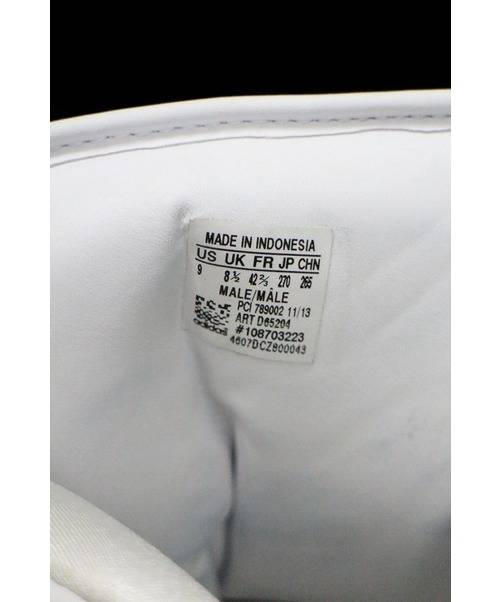 MADE IN INDONESIA
US UK FR JP CHN
9 8½ 42⅔ 270 265
MALE/MÂLE
PCI 789002 11/13
ART D65204
adidas #108703223
4607DCZ800043